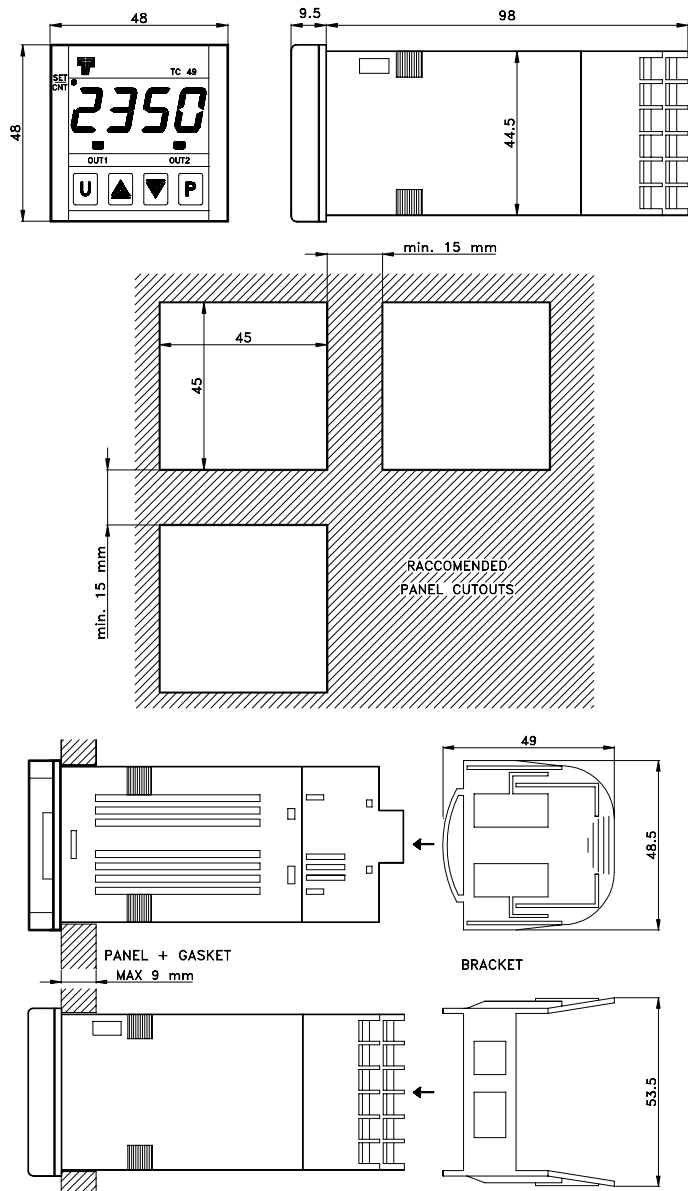 48
9.5
98
48
TC 49
SET
CNT
2350
OUT1
OUT2
U
P
44.5
min. 15 mm
45
45
min. 15 mm
RACCOMENDED
PANEL CUTOUTS
49
48.5
PANEL + GASKET
MAX 9 mm
BRACKET
53.5